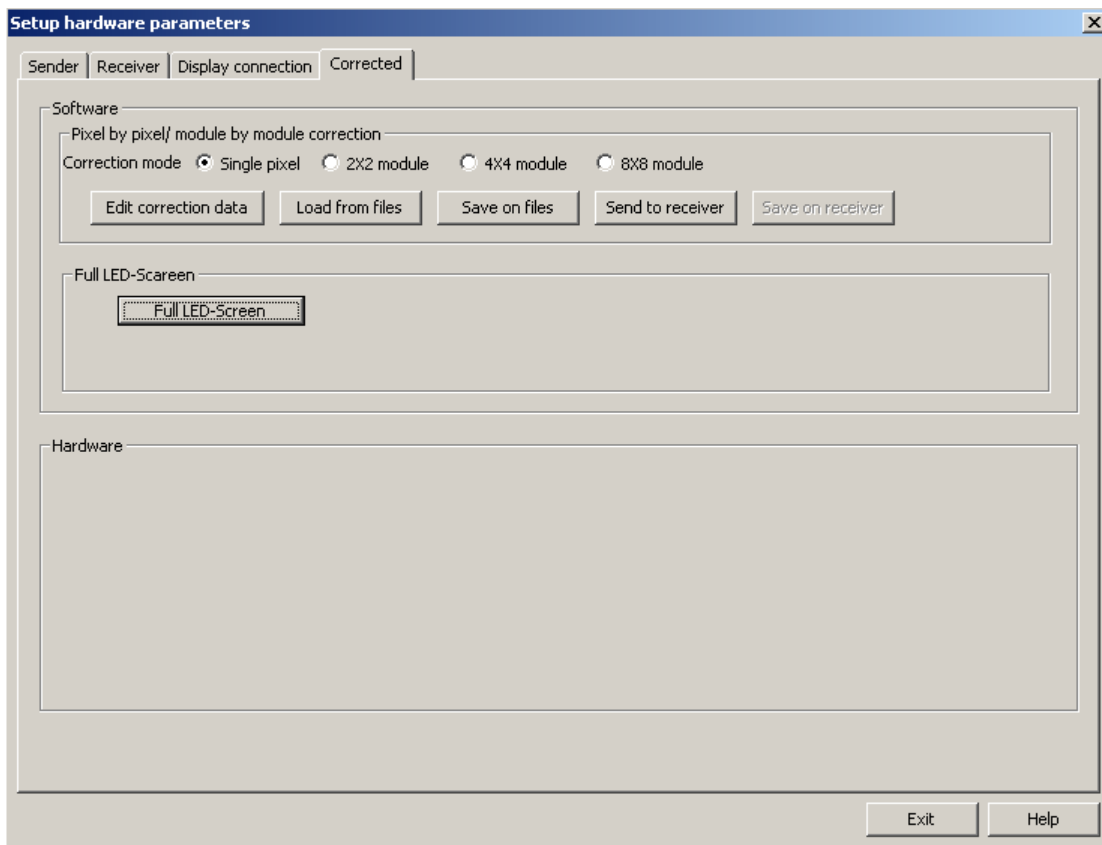 Setup hardware parameters
Sender Receiver Display connection Corrected
Software
Pixel by pixel/ module by module correction
Correction mode Single pixel 2X2 module 4X4 module 8X8 module
Edit correction data Load from files Save on files Send to receiver Save on receiver
Full LED-Scareen
Full LED-Screen
Hardware
Exit Help